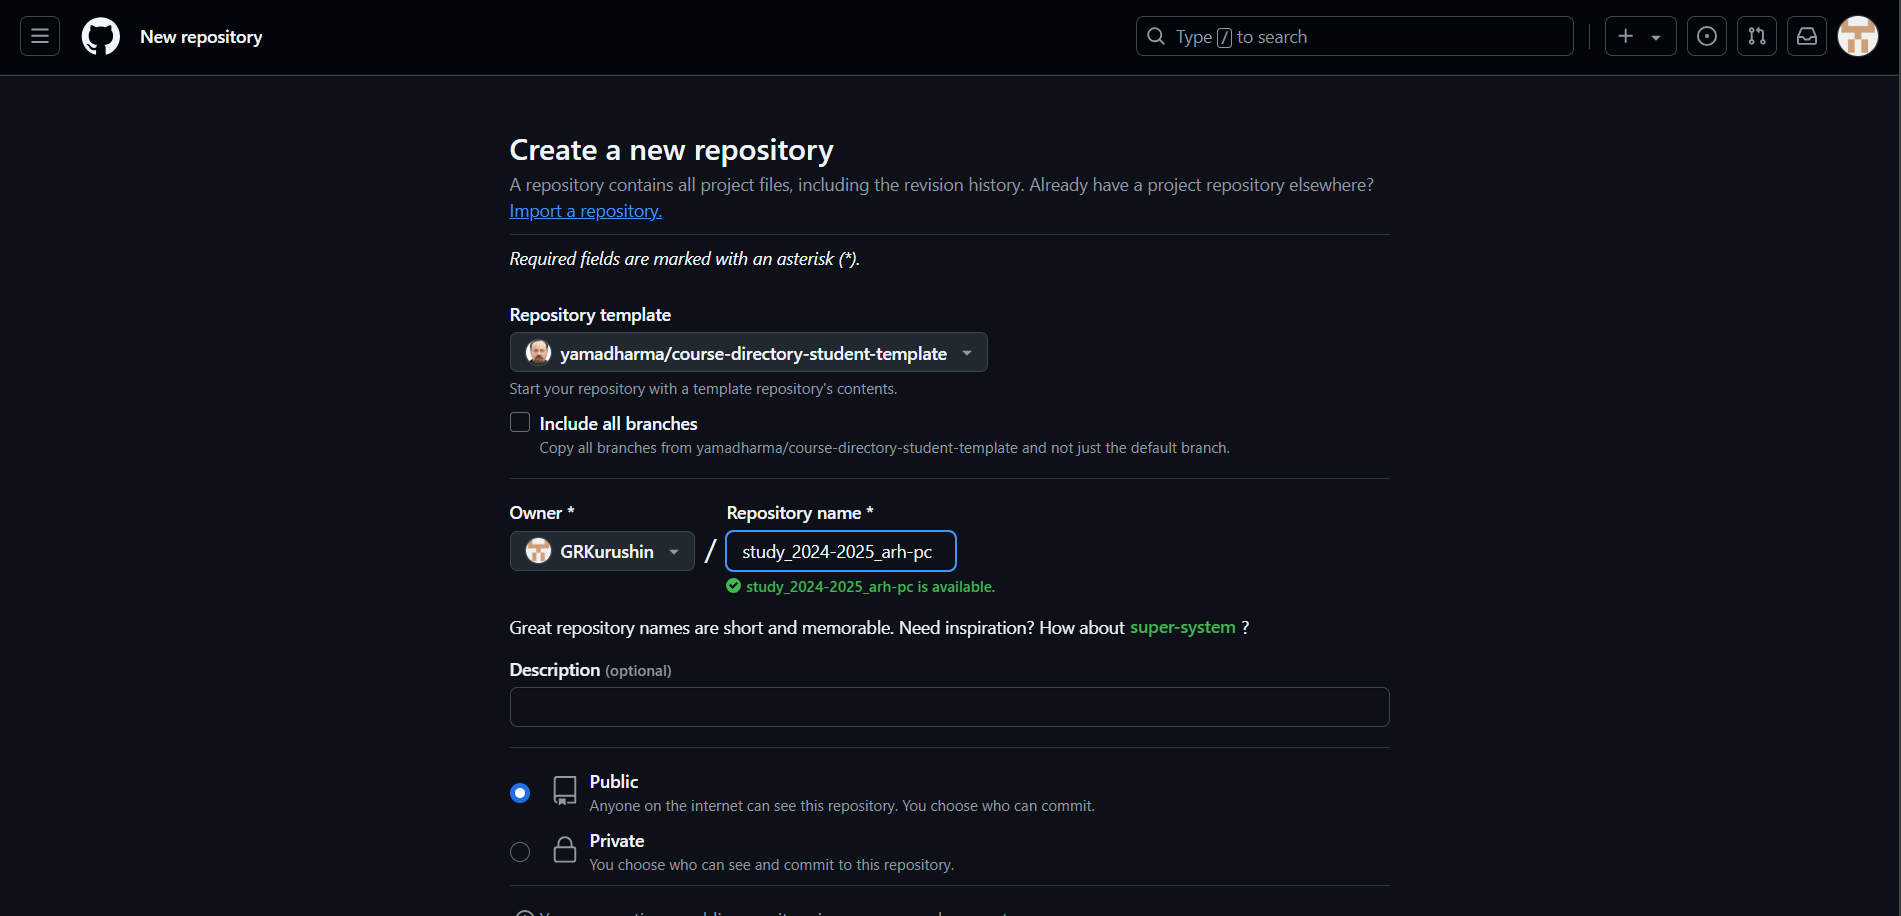 New repository
Type / to search
Create a new repository
A repository contains all project files, including the revision history. Already have a project repository elsewhere?
Import a repository.
Required fields are marked with an asterisk (*).
Repository template
yamadharma/course-directory-student-template
Start your repository with a template repository's contents.
Include all branches
Copy all branches from yamadharma/course-directory-student-template and not just the default branch.
Owner * Repository name *
GRKurushin / study_2024-2025_arh-pc
study_2024-2025_arh-pc is available.
Great repository names are short and memorable. Need inspiration? How about super-system ?
Description (optional)
Public
Anyone on the internet can see this repository. You choose who can commit.
Private
You choose who can see and commit to this repository.